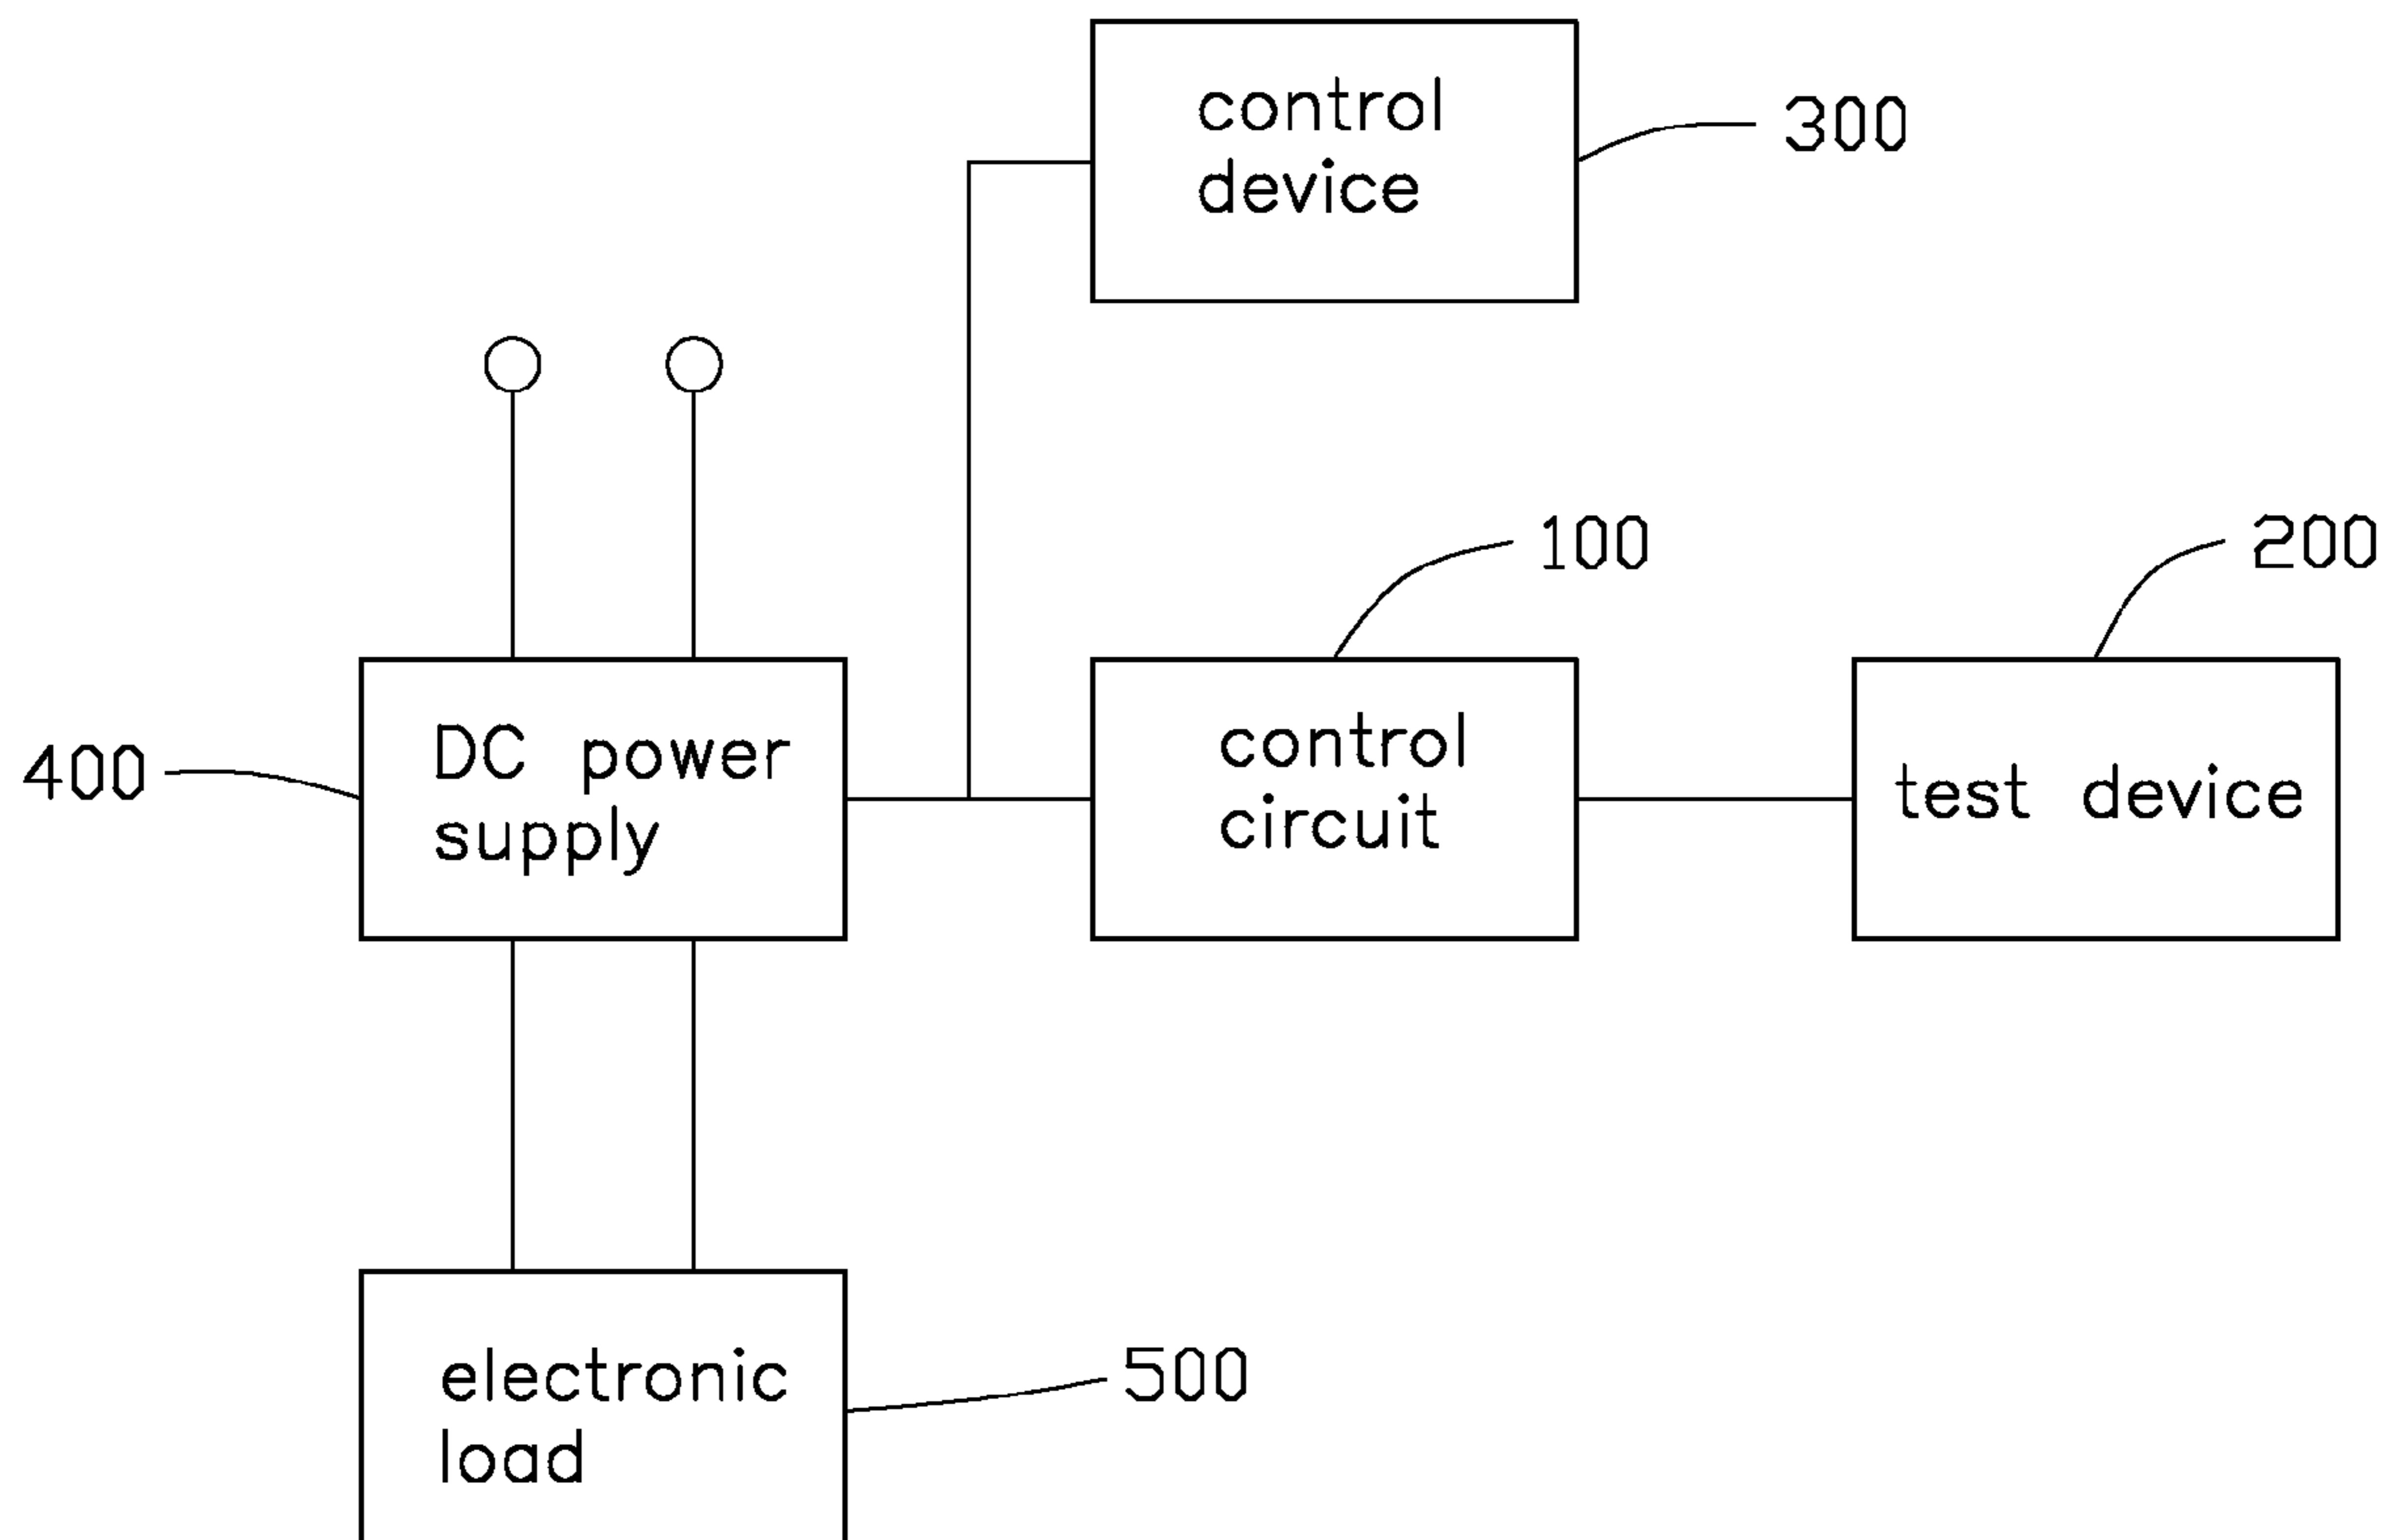 control
device
300
100
200
400
DC power
supply
control
circuit
test device
electronic
load
500